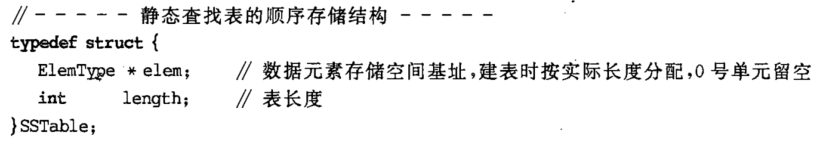 // - - - - - 静态查找表的顺序存储结构 - - - - -
typedef struct {
ElemType * elem; // 数据元素存储空间基址,建表时按实际长度分配,0 号单元留空
int length; // 表长度
}SSTable;